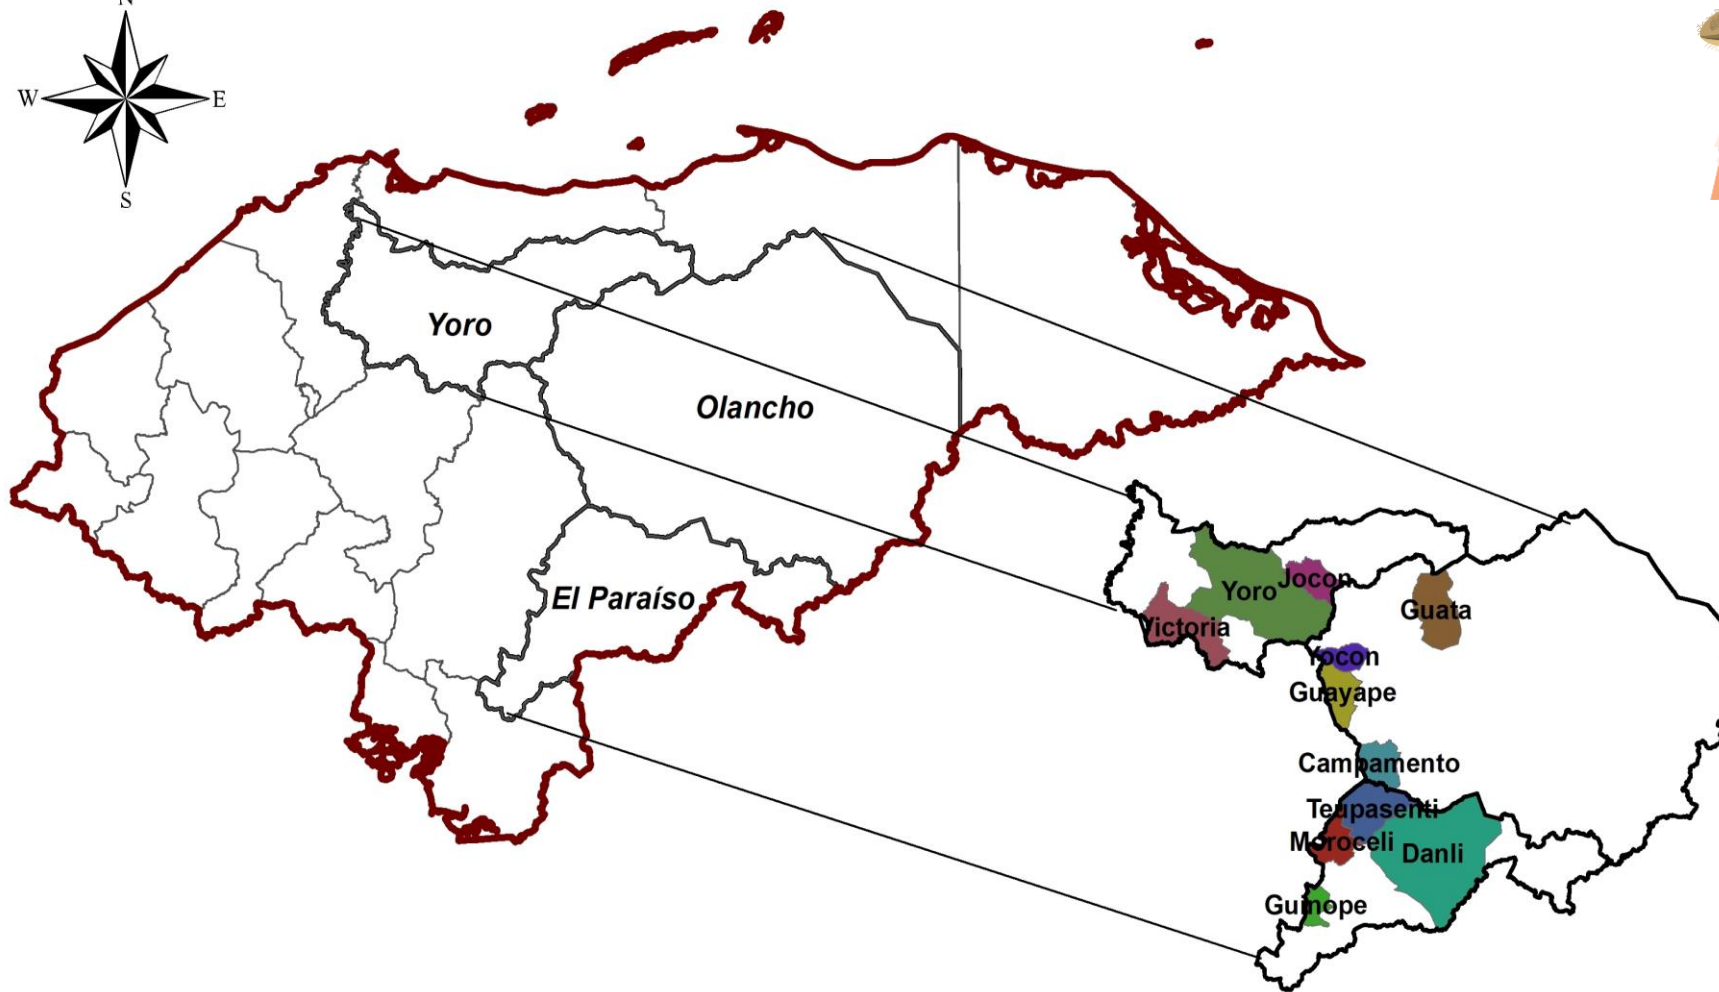 N
W
E
S
Yoro
Olancho
El Paraíso
Jocon
Yoro
Guata
Victoria
Yocon
Guayape
Campamento
Teupasenti
Moroceli
Danli
Guinope